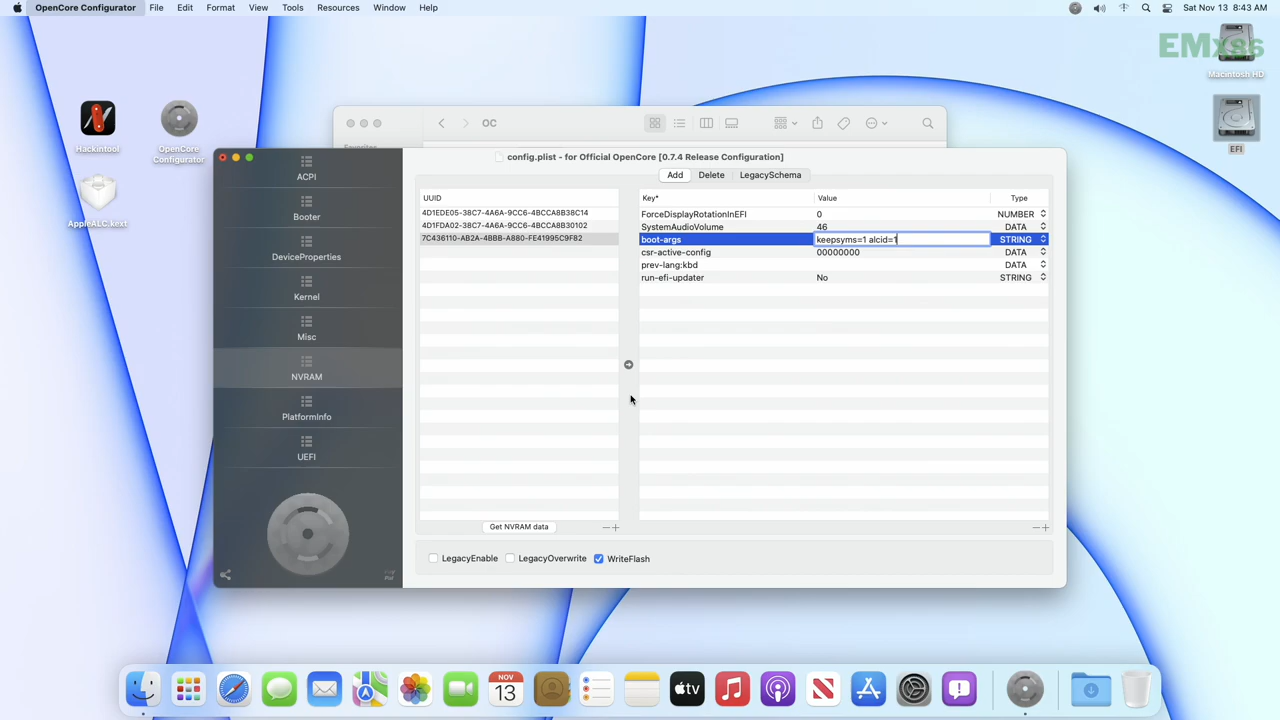 OpenCore Configurator File Edit Format View Tools Resources Window Help Sat Nov 13 8:43 AM
EMx86
Macintosh HD
EFI
Hackintool
OpenCore Configurator
AppleALC.kext
OC
config.plist - for Official OpenCore [0.7.4 Release Configuration]
ACPI
Booter
DeviceProperties
Kernel
Misc
NVRAM
PlatformInfo
UEFI
Add Delete LegacySchema
UUID
4D1EDE05-38C7-4A6A-9CC6-4BCCA8B38C14
4D1FDA02-38C7-4A6A-9CC6-4BCCA8B30102
7C436110-AB2A-4BBB-A880-FE41995C9F82
Key* Value Type
ForceDisplayRotationInEFI 0 NUMBER
SystemAudioVolume 46 DATA
boot-args keepsyms=1 alcid=1 STRING
csr-active-config 00000000 DATA
prev-lang:kbd DATA
run-efi-updater No STRING
Get NVRAM data
LegacyEnable LegacyOverwrite WriteFlash
Pay
Pal
NOV
13
tv